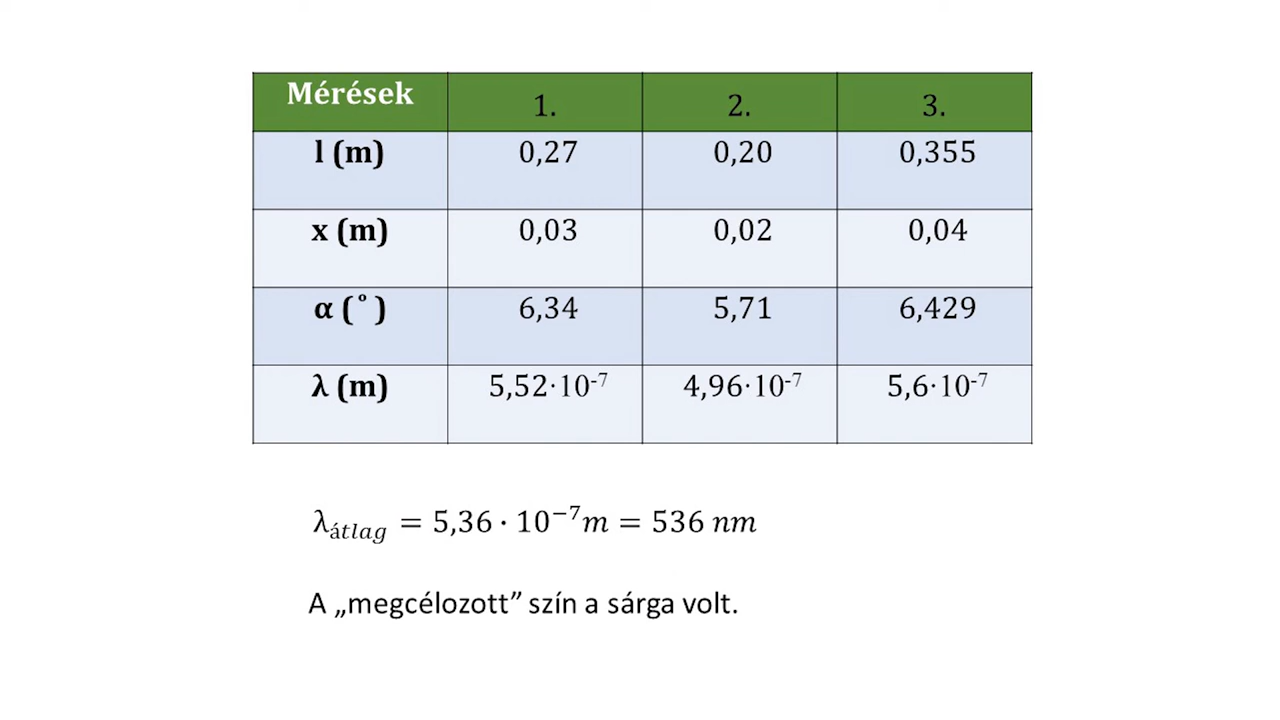 Mérések 1. 2. 3.
l (m) 0,27 0,20 0,355
x (m) 0,03 0,02 0,04
α (˚) 6,34 5,71 6,429
λ (m) 5,52·10⁻⁷ 4,96·10⁻⁷ 5,6·10⁻⁷
λ_átlag = 5,36 · 10⁻⁷m = 536 nm
A „megcélozott” szín a sárga volt.